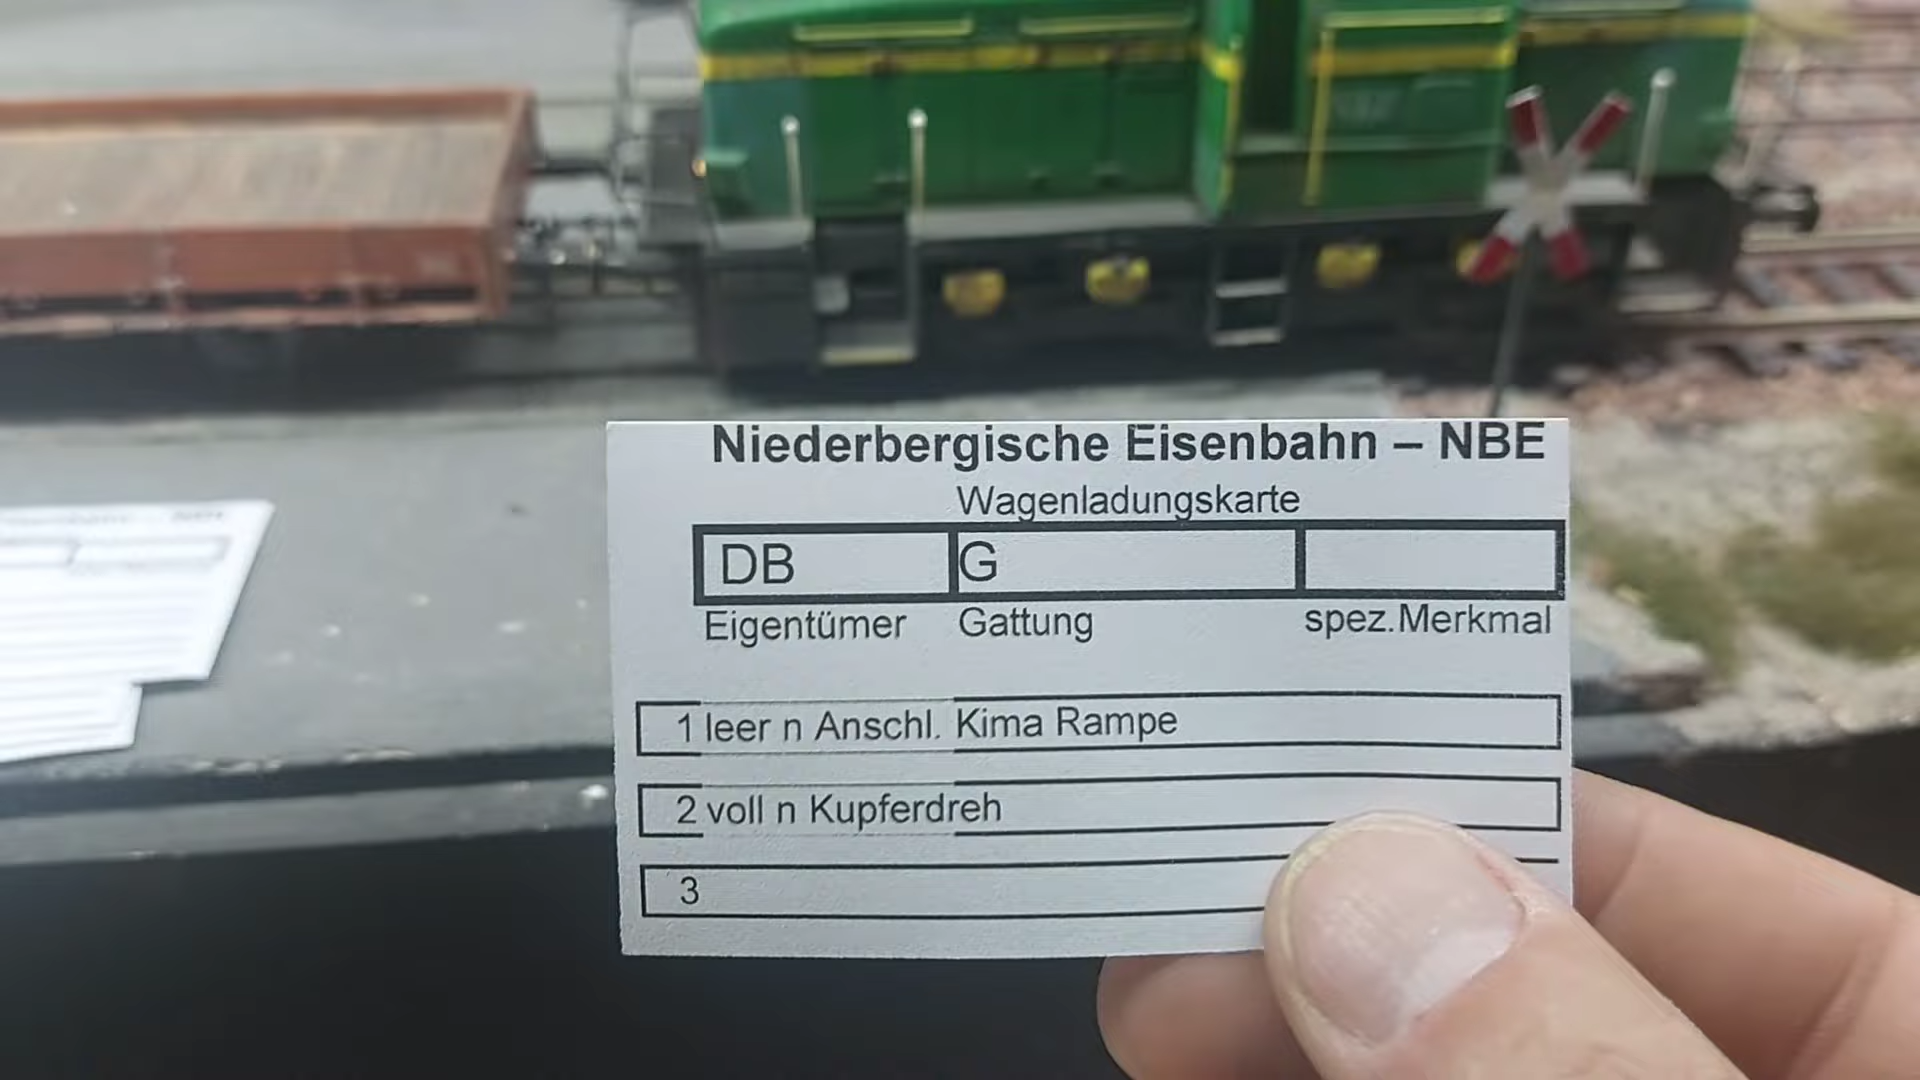 Niederbergische Eisenbahn – NBE
Wagenladungskarte
DB G
Eigentümer Gattung spez.Merkmal
1 leer n Anschl. Kima Rampe
2 voll n Kupferdreh
3